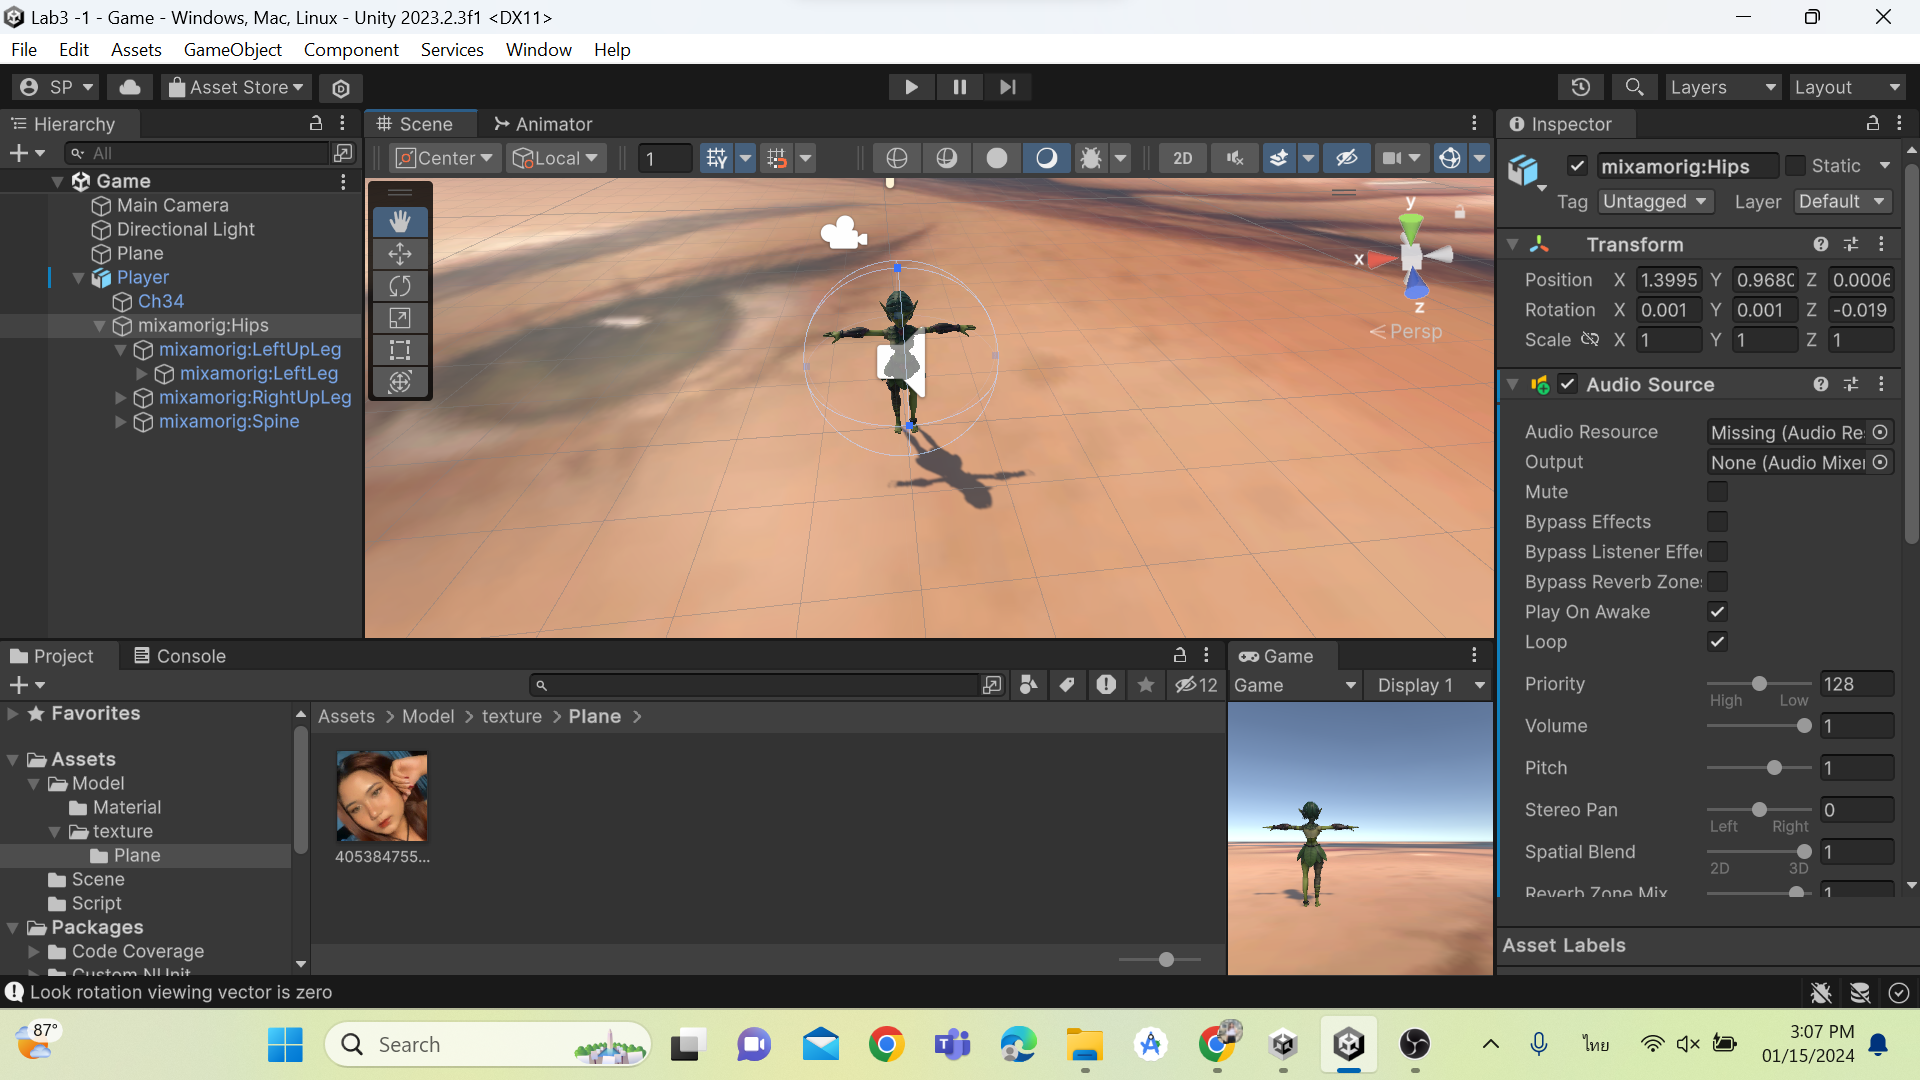 Lab3 -1 - Game - Windows, Mac, Linux - Unity 2023.2.3f1 <DX11>
File Edit Assets GameObject Component Services Window Help
SP Asset Store Layers Layout
Hierarchy
All
Game
Main Camera
Directional Light
Plane
Player
Ch34
mixamorig:Hips
mixamorig:LeftUpLeg
mixamorig:LeftLeg
mixamorig:RightUpLeg
mixamorig:Spine
Scene Animator
Center Local 1 2D
y
x
z
Persp
Inspector
mixamorig:Hips Static
Tag Untagged Layer Default
Transform
Position X 1.3995 Y 0.9680 Z 0.0006
Rotation X 0.001 Y 0.001 Z -0.019
Scale X 1 Y 1 Z 1
Audio Source
Audio Resource Missing (Audio Re
Output None (Audio Mixer
Mute
Bypass Effects
Bypass Listener Effe
Bypass Reverb Zone
Play On Awake
Loop
Priority 128
High Low
Volume 1
Pitch 1
Stereo Pan 0
Left Right
Spatial Blend 1
2D 3D
Reverb Zone Mix 1
Asset Labels
Project Console
12
Favorites
Assets
Model
Material
texture
Plane
Scene
Script
Packages
Code Coverage
Custom NUnit
Assets > Model > texture > Plane >
405384755...
Game
Game Display 1
Look rotation viewing vector is zero
87°
Search
ไทย
3:07 PM
01/15/2024